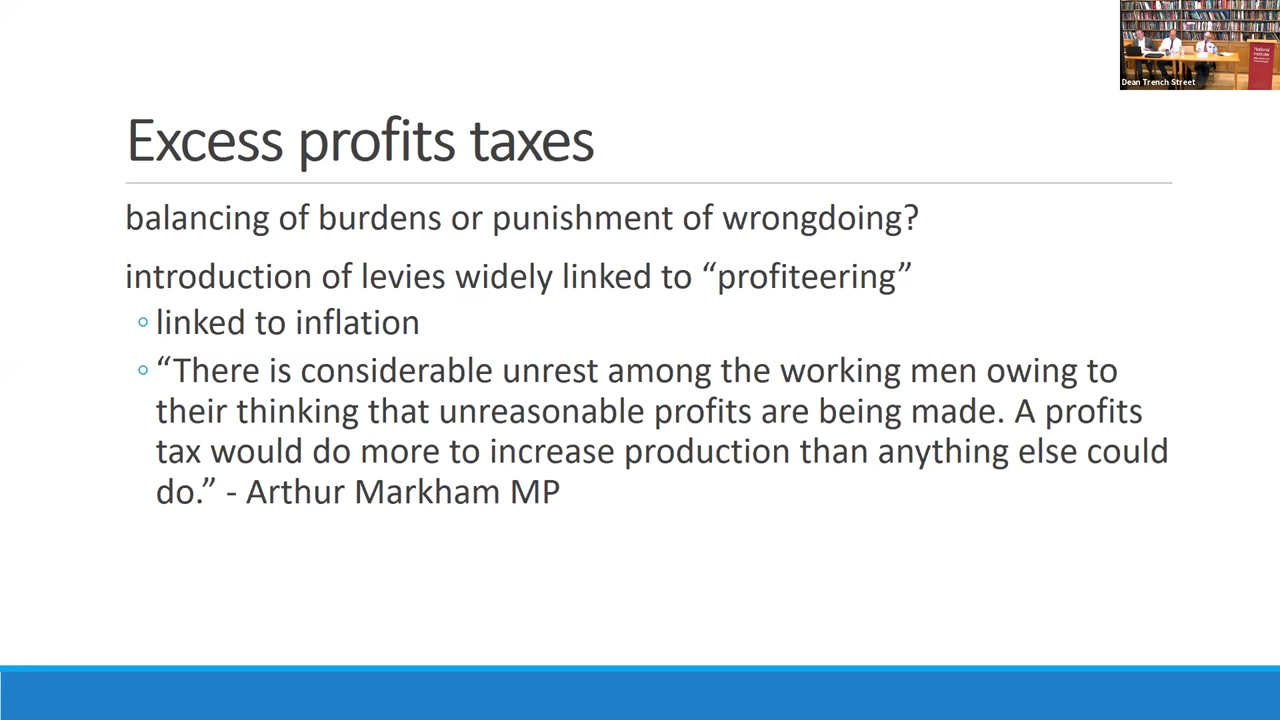 National
Institute
Dean Trench Street
Excess profits taxes
balancing of burdens or punishment of wrongdoing?
introduction of levies widely linked to “profiteering”
linked to inflation
“There is considerable unrest among the working men owing to
their thinking that unreasonable profits are being made. A profits
tax would do more to increase production than anything else could
do.” - Arthur Markham MP